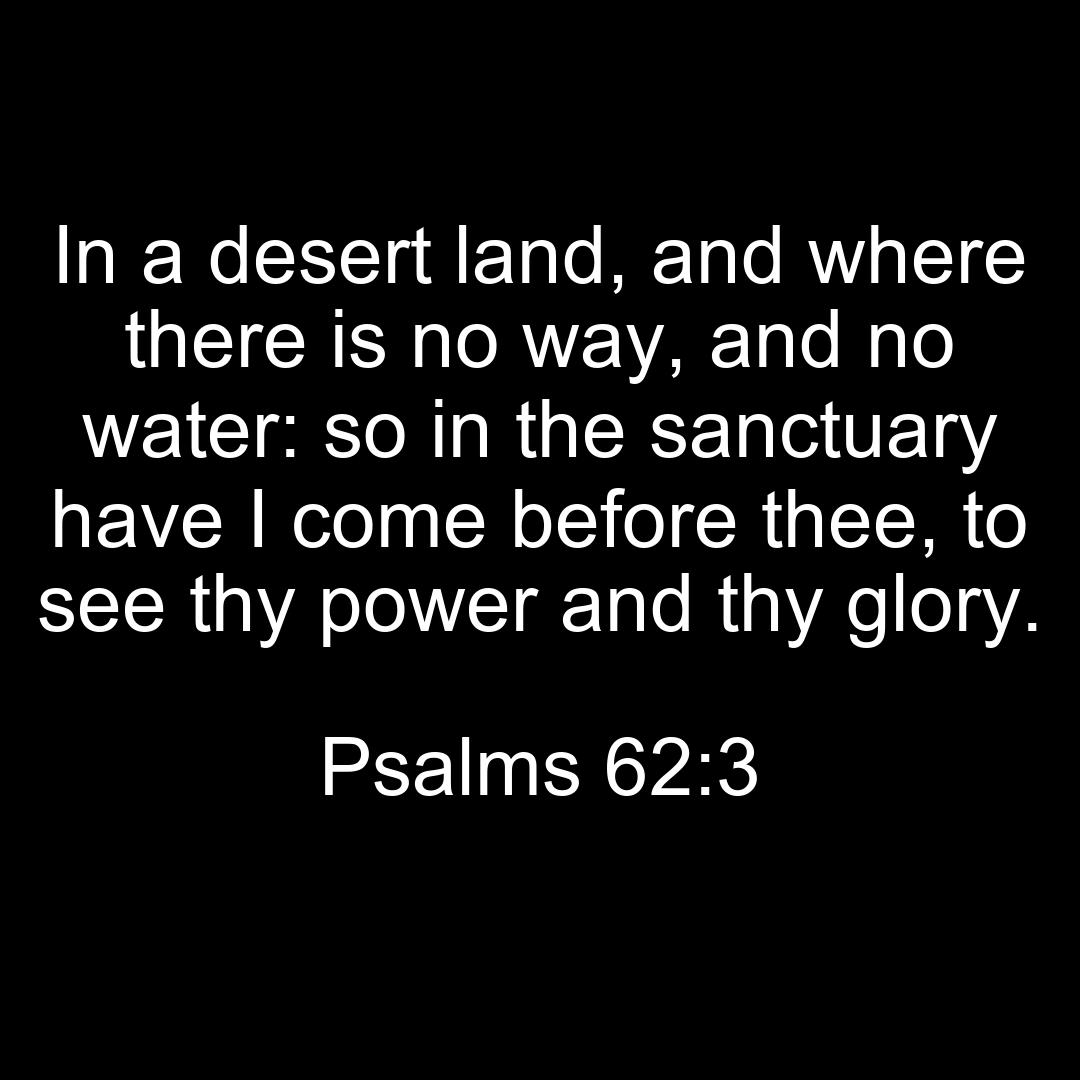 In a desert land, and where
there is no way, and no
water: so in the sanctuary
have I come before thee, to
see thy power and thy glory.
Psalms 62:3